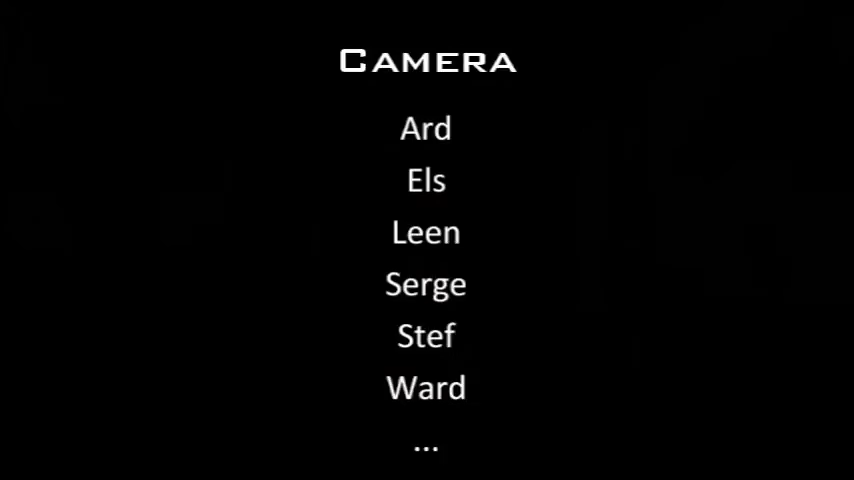 CAMERA
Ard
Els
Leen
Serge
Stef
Ward
...